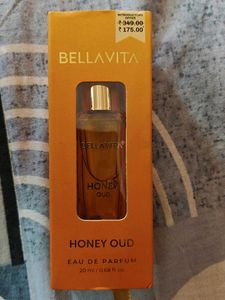 INTRODUCTORY
OFFER
₹ 349.00
₹ 175.00
BELLAVITA
BELLAVITA
HONEY
OUD
HONEY OUD
EAU DE PARFUM
20 ml / 0.68 fl. oz.